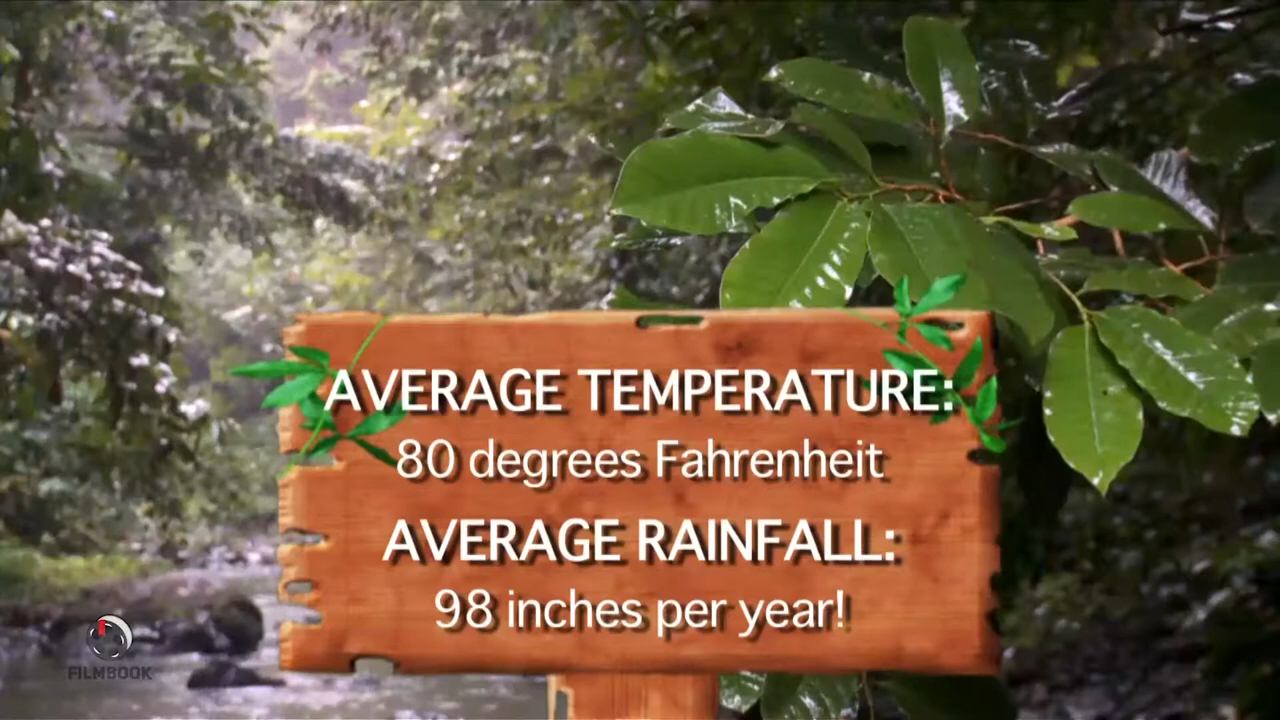 AVERAGE TEMPERATURE:
80 degrees Fahrenheit
AVERAGE RAINFALL:
98 inches per year!
FILMBOOK